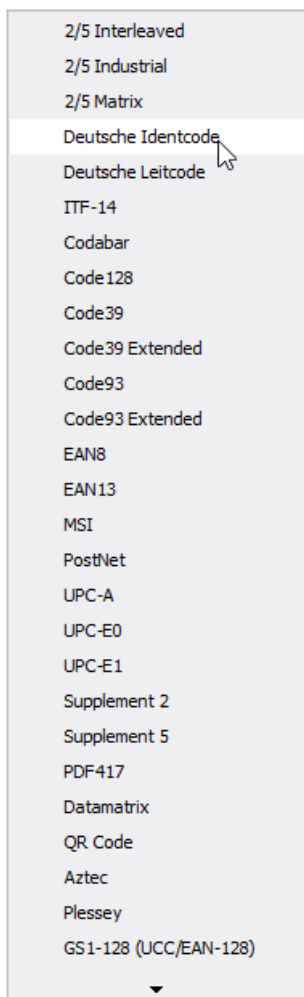 2/5 Interleaved
2/5 Industrial
2/5 Matrix
Deutsche Identcode
Deutsche Leitcode
ITF-14
Codabar
Code128
Code39
Code39 Extended
Code93
Code93 Extended
EAN8
EAN13
MSI
PostNet
UPC-A
UPC-E0
UPC-E1
Supplement 2
Supplement 5
PDF417
Datamatrix
QR Code
Aztec
Plessey
GS1-128 (UCC/EAN-128)